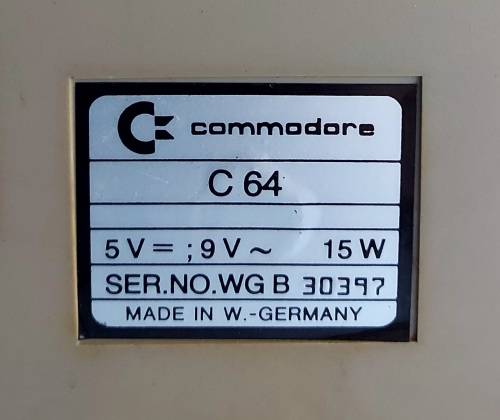 commodore
C 64
5 V = ; 9 V ~ 15 W
SER.NO.WG B 30397
MADE IN W.-GERMANY